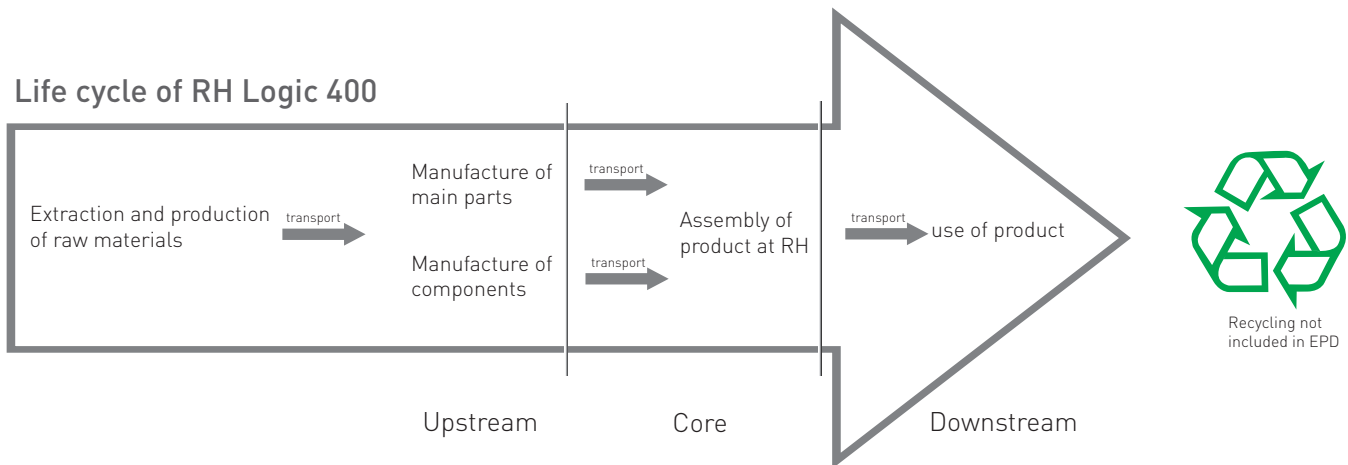 Life cycle of RH Logic 400
Extraction and production
of raw materials
transport
Manufacture of
main parts
Manufacture of
components
transport
transport
Assembly of
product at RH
transport
use of product
Recycling not
included in EPD
Upstream
Core
Downstream